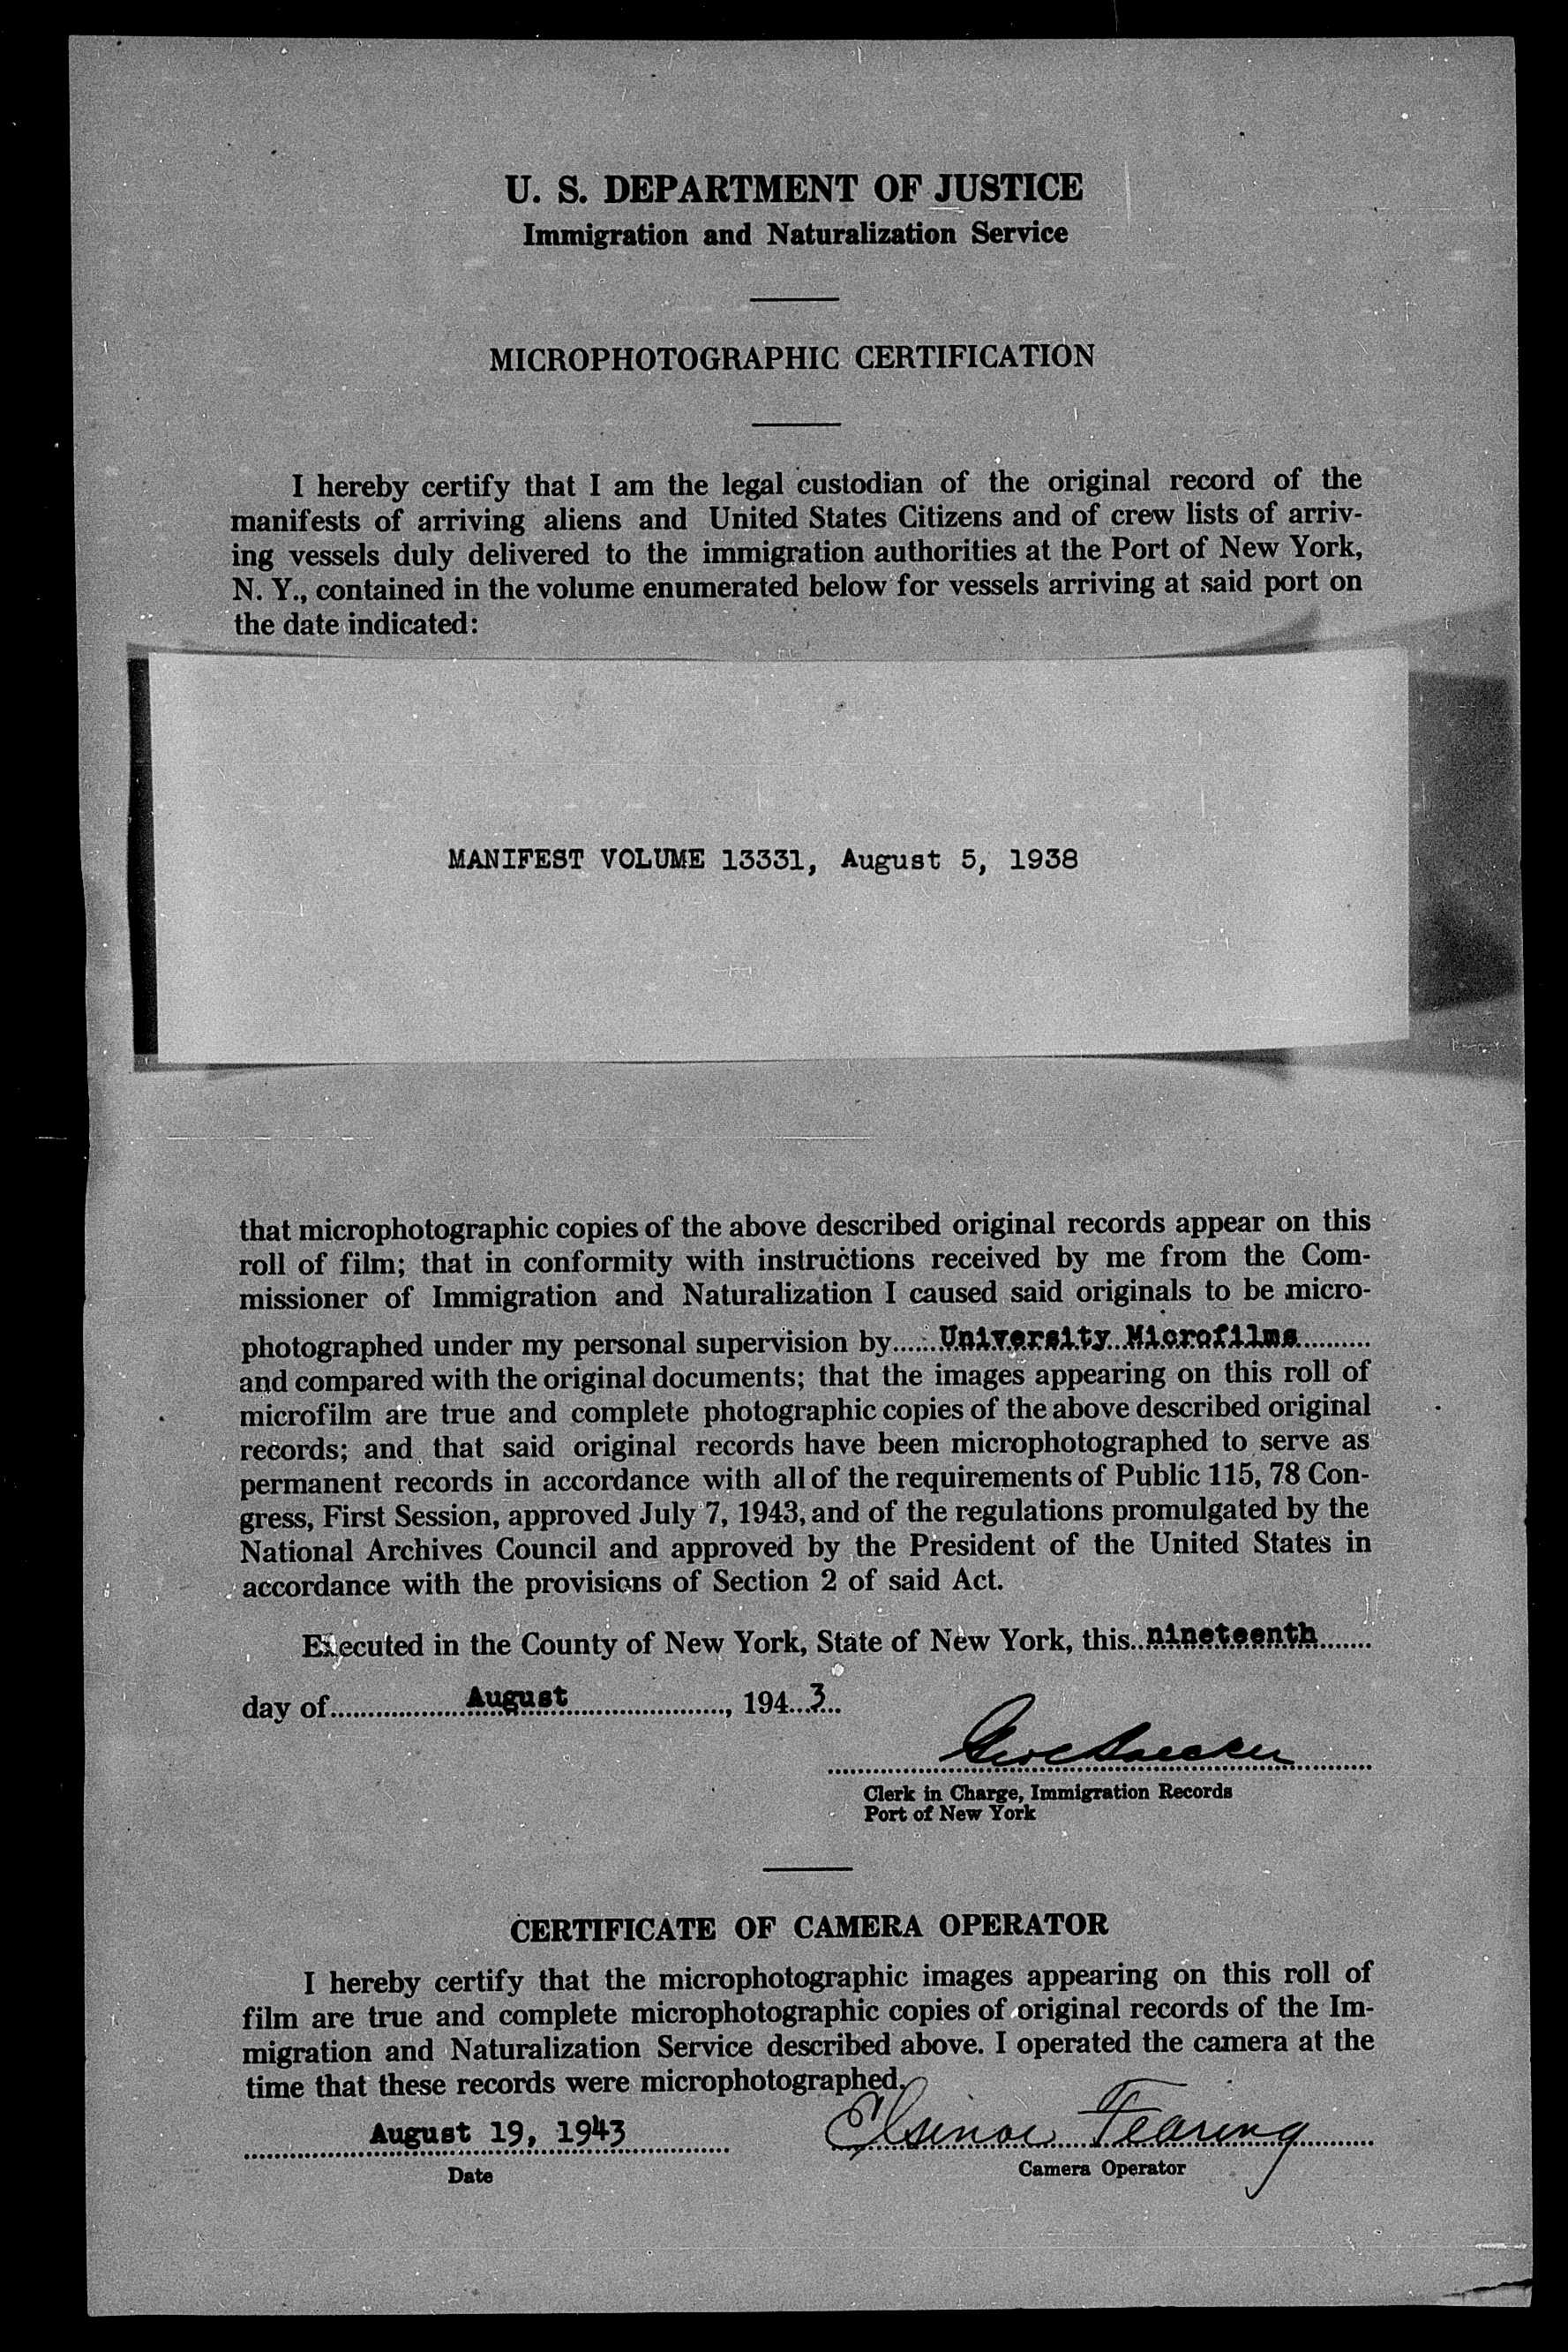 U. S. DEPARTMENT OF JUSTICE
Immigration and Naturalization Service
MICROPHOTOGRAPHIC CERTIFICATION
I hereby certify that I am the legal custodian of the original record of the
manifests of arriving aliens and United States Citizens and of crew lists of arriv-
ing vessels duly delivered to the immigration authorities at the Port of New York,
N. Y., contained in the volume enumerated below for vessels arriving at said port on
the date indicated:
MANIFEST VOLUME 13331, August 5, 1938
that microphotographic copies of the above described original records appear on this
roll of film; that in conformity with instructions received by me from the Com-
missioner of Immigration and Naturalization I caused said originals to be micro-
photographed under my personal supervision by University Microfilms
and compared with the original documents; that the images appearing on this roll of
microfilm are true and complete photographic copies of the above described original
records; and that said original records have been microphotographed to serve as
permanent records in accordance with all of the requirements of Public 115, 78 Con-
gress, First Session, approved July 7, 1943, and of the regulations promulgated by the
National Archives Council and approved by the President of the United States in
accordance with the provisions of Section 2 of said Act.
Executed in the County of New York, State of New York, this nineteenth
day of August, 1943
Clerk in Charge, Immigration Records
Port of New York
CERTIFICATE OF CAMERA OPERATOR
I hereby certify that the microphotographic images appearing on this roll of
film are true and complete microphotographic copies of original records of the Im-
migration and Naturalization Service described above. I operated the camera at the
time that these records were microphotographed.
August 19, 1943 Elsinoe Fearing
Date Camera Operator